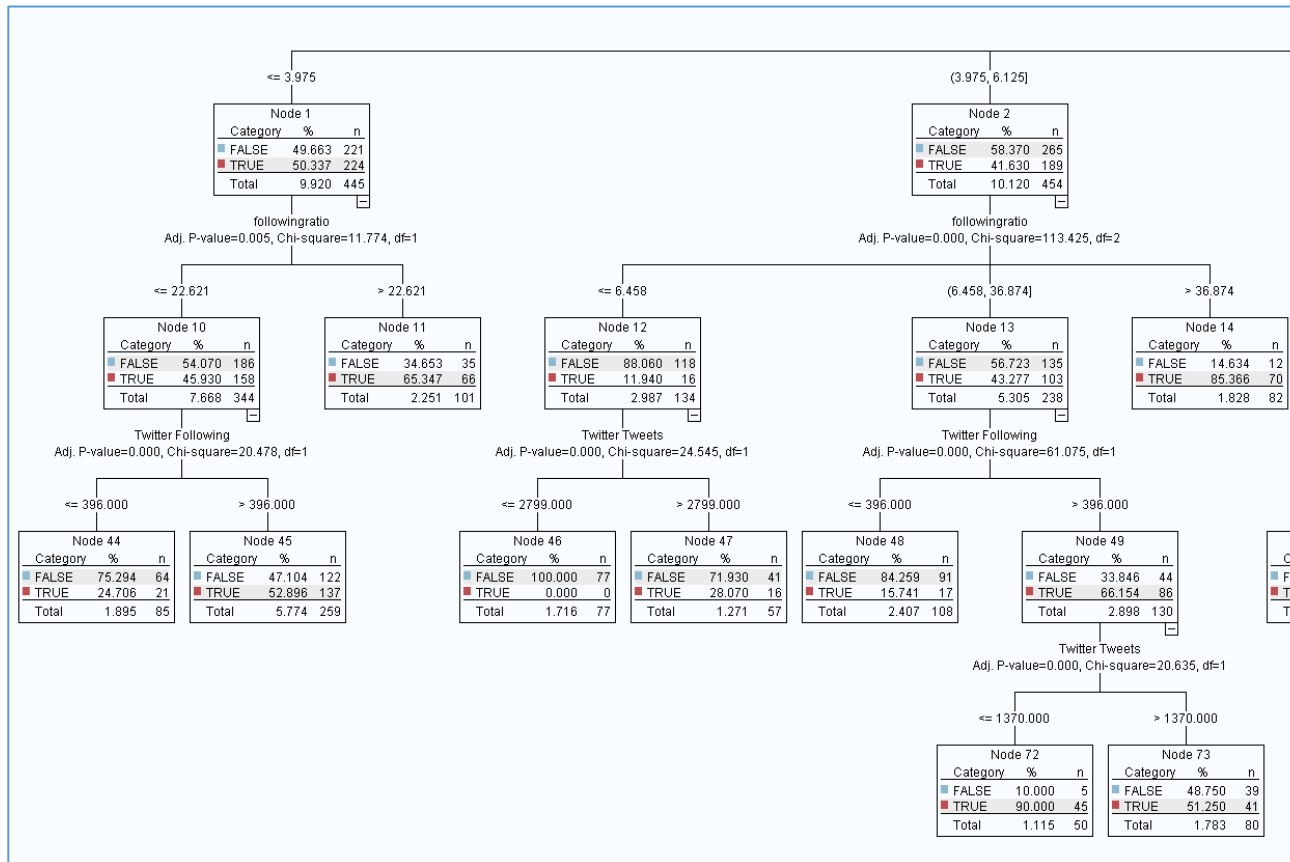 <= 3.975
(3.975, 6.125]
Node 1
Category % n
FALSE 49.663 221
TRUE 50.337 224
Total 9.920 445
Node 2
Category % n
FALSE 58.370 265
TRUE 41.630 189
Total 10.120 454
followingratio
Adj. P-value=0.005, Chi-square=11.774, df=1
followingratio
Adj. P-value=0.000, Chi-square=113.425, df=2
<= 22.621
> 22.621
<= 6.458
(6.458, 36.874]
> 36.874
Node 10
Category % n
FALSE 54.070 186
TRUE 45.930 158
Total 7.668 344
Node 11
Category % n
FALSE 34.653 35
TRUE 65.347 66
Total 2.251 101
Node 12
Category % n
FALSE 88.060 118
TRUE 11.940 16
Total 2.987 134
Node 13
Category % n
FALSE 56.723 135
TRUE 43.277 103
Total 5.305 238
Node 14
Category % n
FALSE 14.634 12
TRUE 85.366 70
Total 1.828 82
Twitter Following
Adj. P-value=0.000, Chi-square=20.478, df=1
Twitter Tweets
Adj. P-value=0.000, Chi-square=24.545, df=1
Twitter Following
Adj. P-value=0.000, Chi-square=61.075, df=1
<= 396.000
> 396.000
<= 2799.000
> 2799.000
<= 396.000
> 396.000
Node 44
Category % n
FALSE 75.294 64
TRUE 24.706 21
Total 1.895 85
Node 45
Category % n
FALSE 47.104 122
TRUE 52.896 137
Total 5.774 259
Node 46
Category % n
FALSE 100.000 77
TRUE 0.000 0
Total 1.716 77
Node 47
Category % n
FALSE 71.930 41
TRUE 28.070 16
Total 1.271 57
Node 48
Category % n
FALSE 84.259 91
TRUE 15.741 17
Total 2.407 108
Node 49
Category % n
FALSE 33.846 44
TRUE 66.154 86
Total 2.898 130
Twitter Tweets
Adj. P-value=0.000, Chi-square=20.635, df=1
<= 1370.000
> 1370.000
Node 72
Category % n
FALSE 10.000 5
TRUE 90.000 45
Total 1.115 50
Node 73
Category % n
FALSE 48.750 39
TRUE 51.250 41
Total 1.783 80